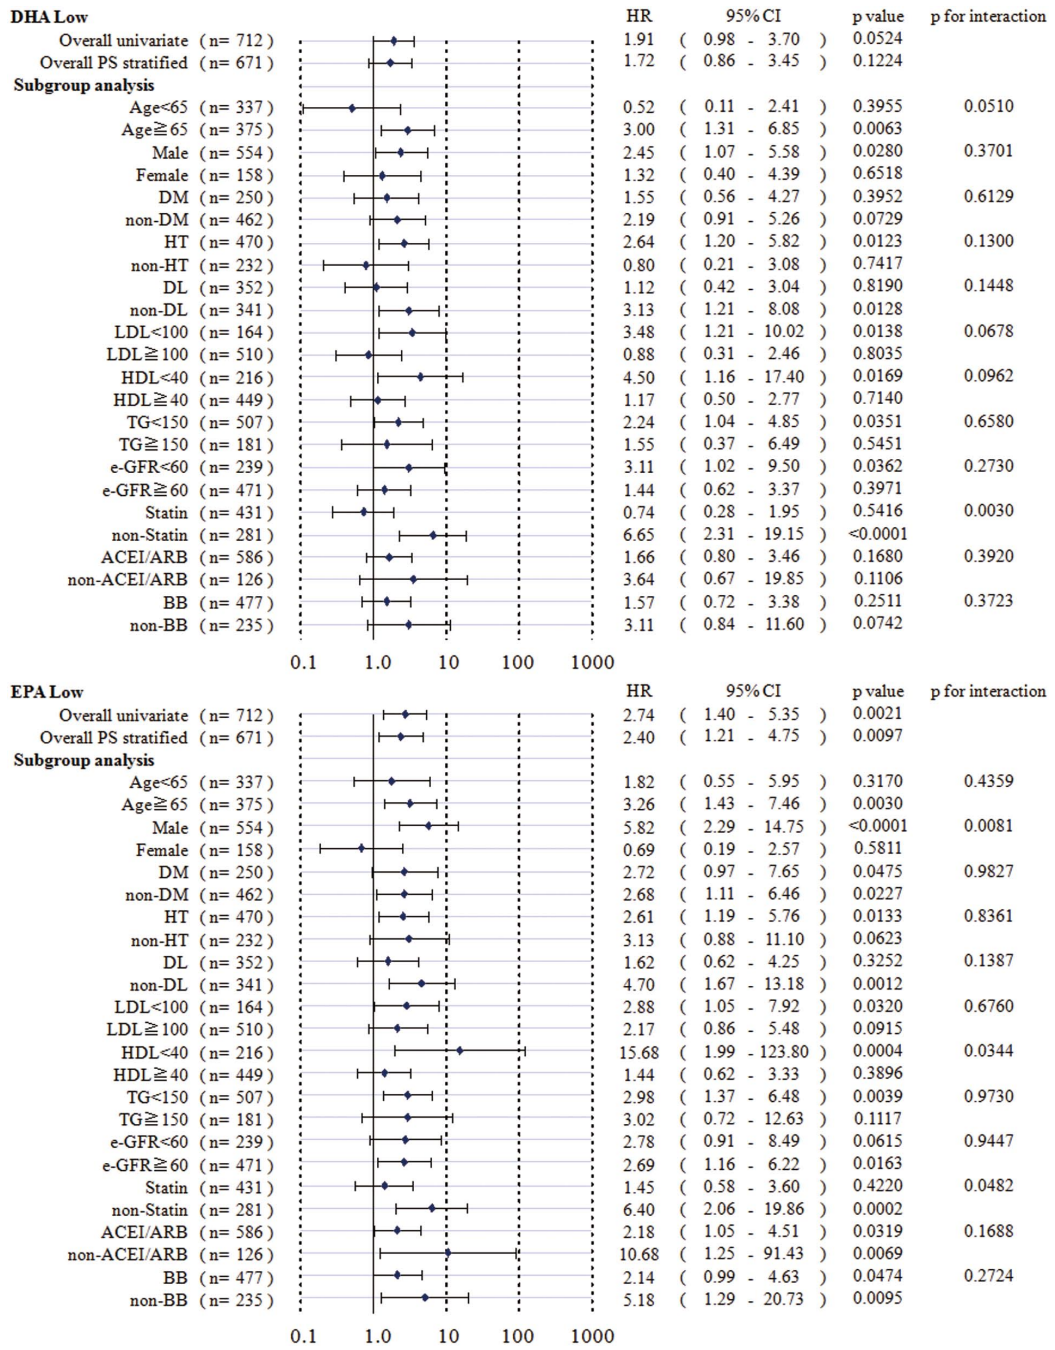 DHA Low HR 95% CI p value p for interaction
Overall univariate (n= 712) 1.91 ( 0.98 - 3.70 ) 0.0524
Overall PS stratified (n= 671) 1.72 ( 0.86 - 3.45 ) 0.1224
Subgroup analysis
Age<65 (n= 337) 0.52 ( 0.11 - 2.41 ) 0.3955 0.0510
Age≧65 (n= 375) 3.00 ( 1.31 - 6.85 ) 0.0063
Male (n= 554) 2.45 ( 1.07 - 5.58 ) 0.0280 0.3701
Female (n= 158) 1.32 ( 0.40 - 4.39 ) 0.6518
DM (n= 250) 1.55 ( 0.56 - 4.27 ) 0.3952 0.6129
non-DM (n= 462) 2.19 ( 0.91 - 5.26 ) 0.0729
HT (n= 470) 2.64 ( 1.20 - 5.82 ) 0.0123 0.1300
non-HT (n= 232) 0.80 ( 0.21 - 3.08 ) 0.7417
DL (n= 352) 1.12 ( 0.42 - 3.04 ) 0.8190 0.1448
non-DL (n= 341) 3.13 ( 1.21 - 8.08 ) 0.0128
LDL<100 (n= 164) 3.48 ( 1.21 - 10.02 ) 0.0138 0.0678
LDL≧100 (n= 510) 0.88 ( 0.31 - 2.46 ) 0.8035
HDL<40 (n= 216) 4.50 ( 1.16 - 17.40 ) 0.0169 0.0962
HDL≧40 (n= 449) 1.17 ( 0.50 - 2.77 ) 0.7140
TG<150 (n= 507) 2.24 ( 1.04 - 4.85 ) 0.0351 0.6580
TG≧150 (n= 181) 1.55 ( 0.37 - 6.49 ) 0.5451
e-GFR<60 (n= 239) 3.11 ( 1.02 - 9.50 ) 0.0362 0.2730
e-GFR≧60 (n= 471) 1.44 ( 0.62 - 3.37 ) 0.3971
Statin (n= 431) 0.74 ( 0.28 - 1.95 ) 0.5416 0.0030
non-Statin (n= 281) 6.65 ( 2.31 - 19.15 ) <0.0001
ACEI/ARB (n= 586) 1.66 ( 0.80 - 3.46 ) 0.1680 0.3920
non-ACEI/ARB (n= 126) 3.64 ( 0.67 - 19.85 ) 0.1106
BB (n= 477) 1.57 ( 0.72 - 3.38 ) 0.2511 0.3723
non-BB (n= 235) 3.11 ( 0.84 - 11.60 ) 0.0742
0.1 1.0 10 100 1000
EPA Low HR 95% CI p value p for interaction
Overall univariate (n= 712) 2.74 ( 1.40 - 5.35 ) 0.0021
Overall PS stratified (n= 671) 2.40 ( 1.21 - 4.75 ) 0.0097
Subgroup analysis
Age<65 (n= 337) 1.82 ( 0.55 - 5.95 ) 0.3170 0.4359
Age≧65 (n= 375) 3.26 ( 1.43 - 7.46 ) 0.0030
Male (n= 554) 5.82 ( 2.29 - 14.75 ) <0.0001 0.0081
Female (n= 158) 0.69 ( 0.19 - 2.57 ) 0.5811
DM (n= 250) 2.72 ( 0.97 - 7.65 ) 0.0475 0.9827
non-DM (n= 462) 2.68 ( 1.11 - 6.46 ) 0.0227
HT (n= 470) 2.61 ( 1.19 - 5.76 ) 0.0133 0.8361
non-HT (n= 232) 3.13 ( 0.88 - 11.10 ) 0.0623
DL (n= 352) 1.62 ( 0.62 - 4.25 ) 0.3252 0.1387
non-DL (n= 341) 4.70 ( 1.67 - 13.18 ) 0.0012
LDL<100 (n= 164) 2.88 ( 1.05 - 7.92 ) 0.0320 0.6760
LDL≧100 (n= 510) 2.17 ( 0.86 - 5.48 ) 0.0915
HDL<40 (n= 216) 15.68 ( 1.99 - 123.80 ) 0.0004 0.0344
HDL≧40 (n= 449) 1.44 ( 0.62 - 3.33 ) 0.3896
TG<150 (n= 507) 2.98 ( 1.37 - 6.48 ) 0.0039 0.9730
TG≧150 (n= 181) 3.02 ( 0.72 - 12.63 ) 0.1117
e-GFR<60 (n= 239) 2.78 ( 0.91 - 8.49 ) 0.0615 0.9447
e-GFR≧60 (n= 471) 2.69 ( 1.16 - 6.22 ) 0.0163
Statin (n= 431) 1.45 ( 0.58 - 3.60 ) 0.4220 0.0482
non-Statin (n= 281) 6.40 ( 2.06 - 19.86 ) 0.0002
ACEI/ARB (n= 586) 2.18 ( 1.05 - 4.51 ) 0.0319 0.1688
non-ACEI/ARB (n= 126) 10.68 ( 1.25 - 91.43 ) 0.0069
BB (n= 477) 2.14 ( 0.99 - 4.63 ) 0.0474 0.2724
non-BB (n= 235) 5.18 ( 1.29 - 20.73 ) 0.0095
0.1 1.0 10 100 1000